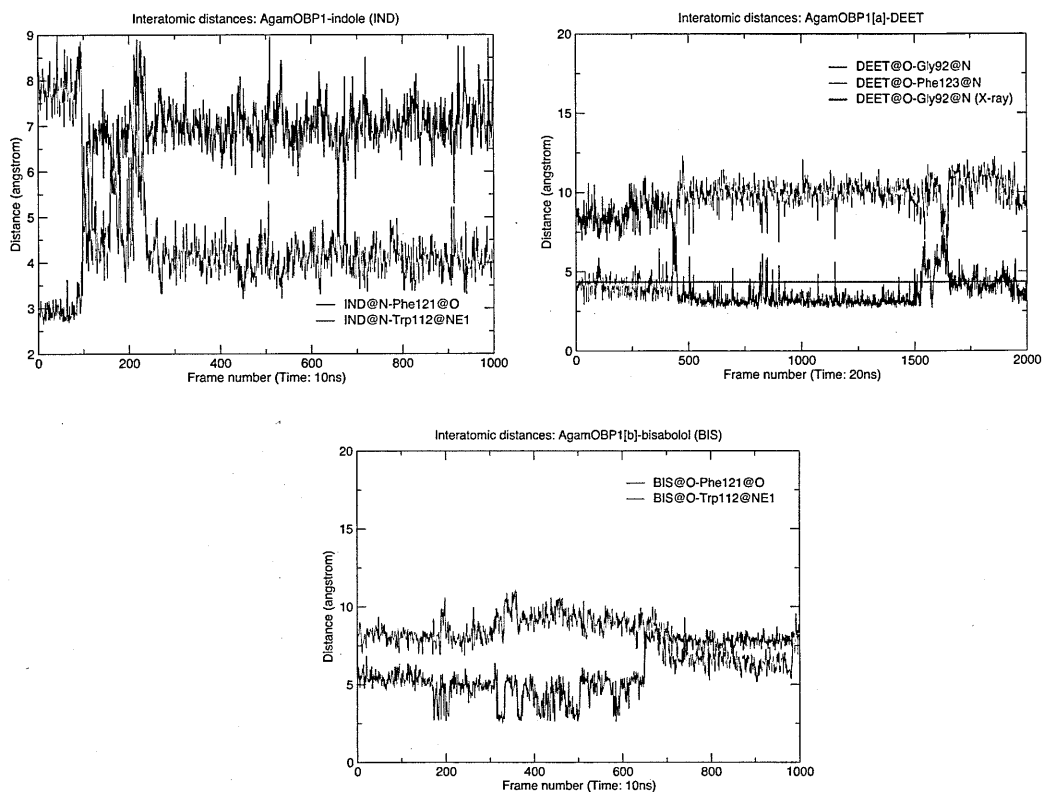 Interatomic distances: AgamOBP1-indole (IND)
9
8
7
6
5
4
3
2
Distance (angstrom)
IND@N-Phe121@O
IND@N-Trp112@NE1
0 200 400 600 800 1000
Frame number (Time: 10ns)
Interatomic distances: AgamOBP1[a]-DEET
20
15
10
5
0
Distance (angstrom)
DEET@O-Gly92@N
DEET@O-Phe123@N
DEET@O-Gly92@N (X-ray)
0 500 1000 1500 2000
Frame number (Time: 20ns)
Interatomic distances: AgamOBP1[b]-bisabolol (BIS)
20
15
10
5
0
Distance (angstrom)
BIS@O-Phe121@O
BIS@O-Trp112@NE1
0 200 400 600 800 1000
Frame number (Time: 10ns)